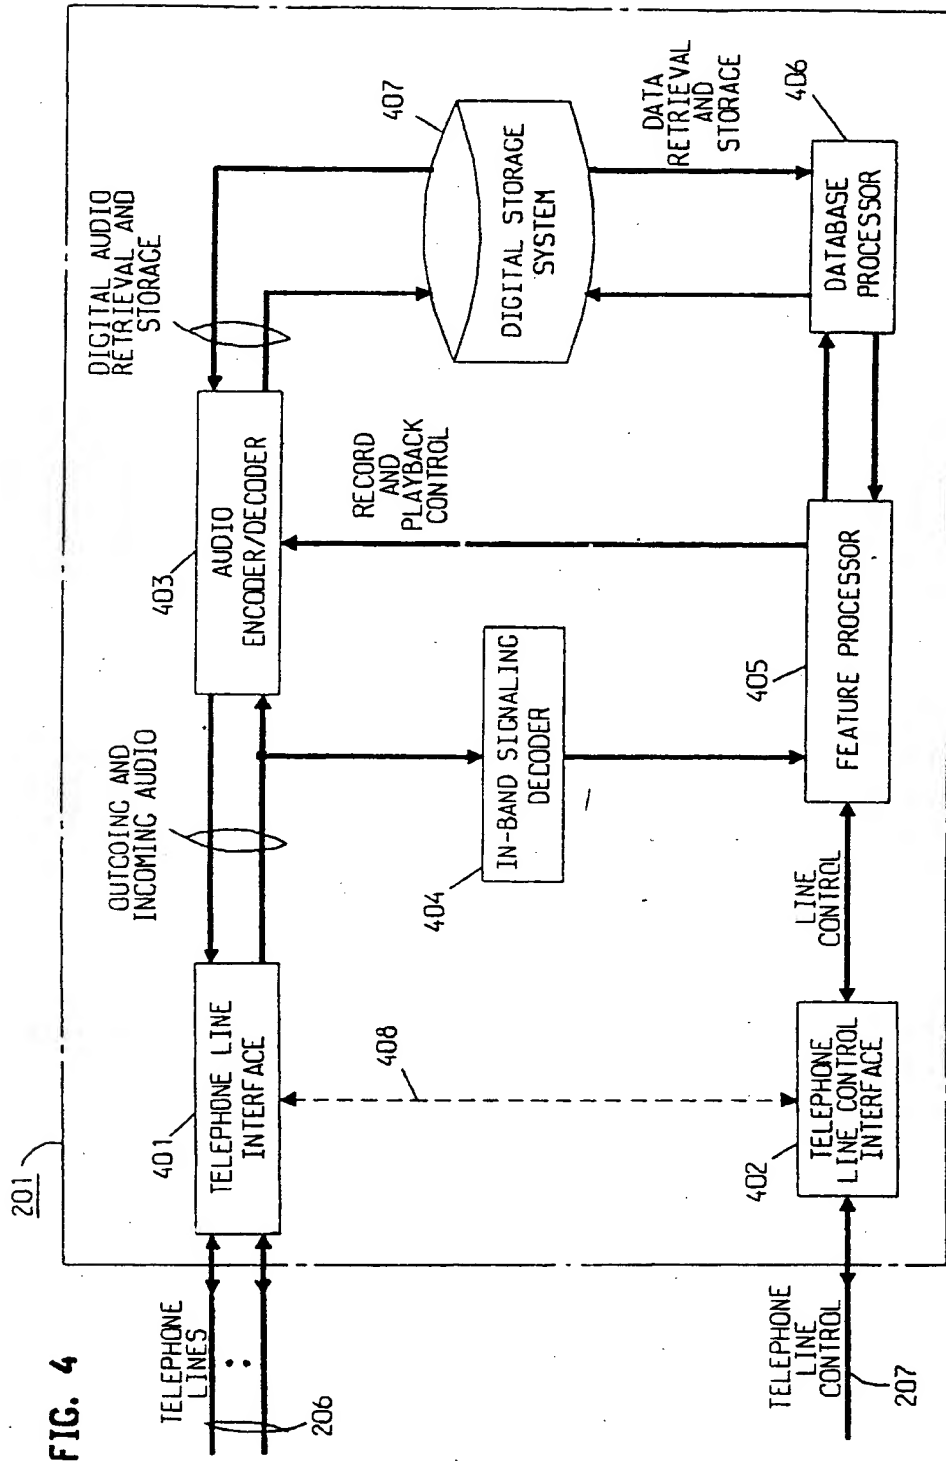 FIG. 4
201
TELEPHONE
LINES
206
TELEPHONE LINE
INTERFACE
401
OUTGOING AND
INCOMING AUDIO
AUDIO
ENCODER/DECODER
403
DIGITAL AUDIO
RETRIEVAL AND
STORAGE
407
DIGITAL STORAGE
SYSTEM
DATA
RETRIEVAL
AND
STORAGE
RECORD
AND
PLAYBACK
CONTROL
IN-BAND SIGNALING
DECODER
404
408
TELEPHONE
LINE
CONTROL
207
TELEPHONE
LINE CONTROL
INTERFACE
402
LINE
CONTROL
FEATURE PROCESSOR
405
DATABASE
PROCESSOR
406